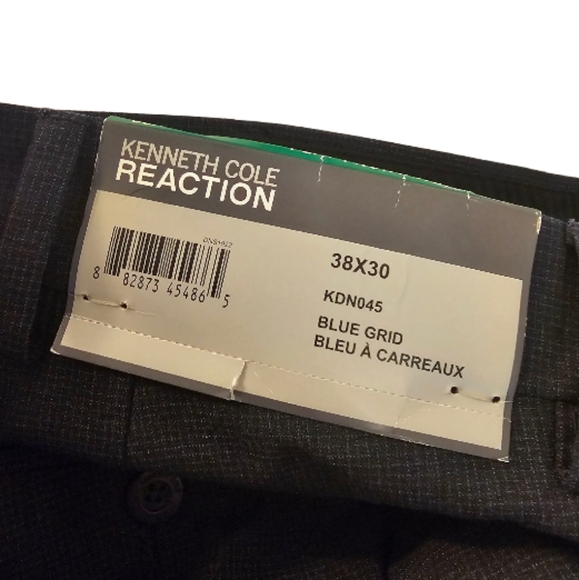 KENNETH COLE
REACTION
38X30
8 82873 45486 5
KDN045
BLUE GRID
BLEU À CARREAUX